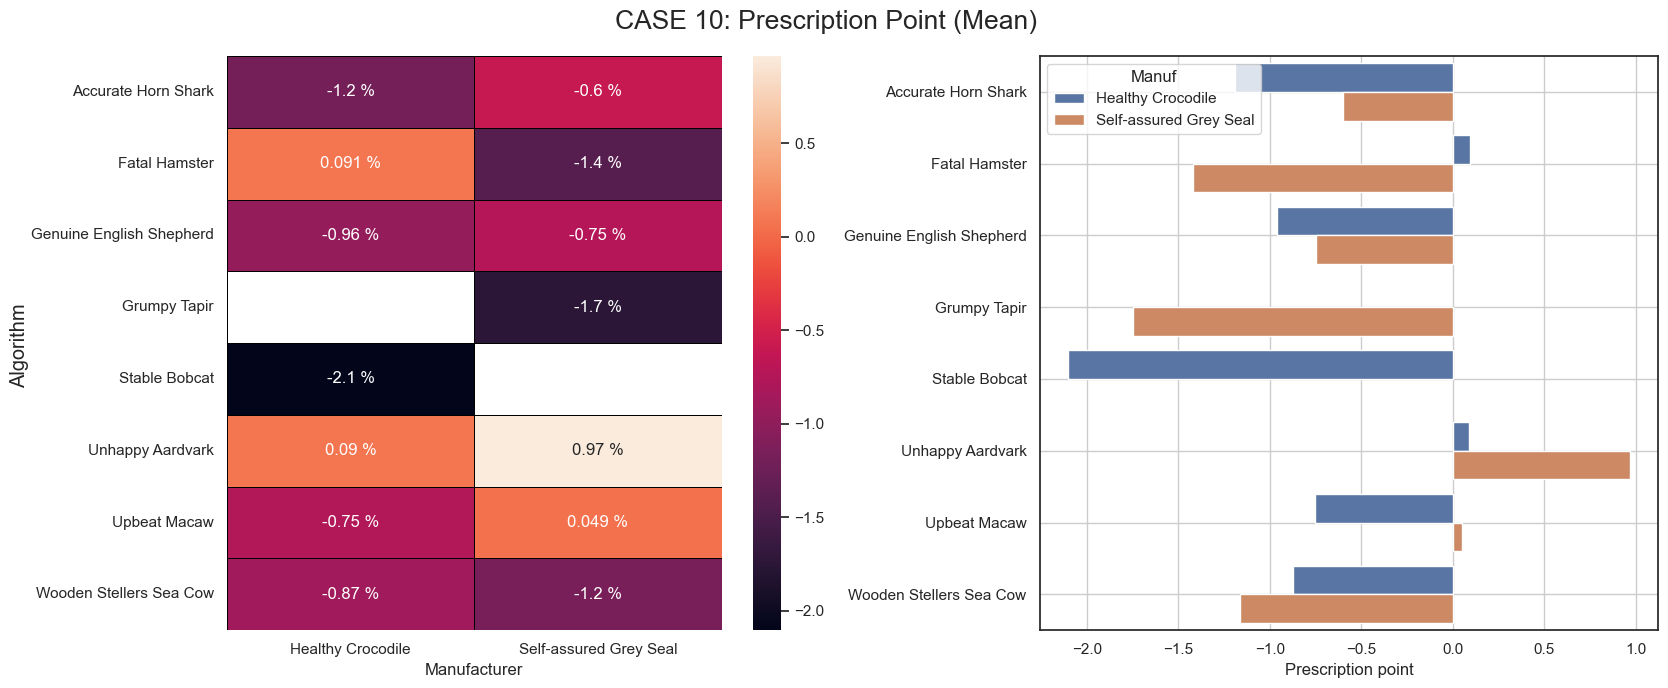 CASE 10: Prescription Point (Mean)
Algorithm
Accurate Horn Shark
-1.2 %
-0.6 %
Fatal Hamster
0.091 %
-1.4 %
Genuine English Shepherd
-0.96 %
-0.75 %
Grumpy Tapir
-1.7 %
Stable Bobcat
-2.1 %
Unhappy Aardvark
0.09 %
0.97 %
Upbeat Macaw
-0.75 %
0.049 %
Wooden Stellers Sea Cow
-0.87 %
-1.2 %
Healthy Crocodile
Self-assured Grey Seal
Manufacturer
0.5
0.0
−0.5
−1.0
−1.5
−2.0
Manuf
Healthy Crocodile
Self-assured Grey Seal
Accurate Horn Shark
Fatal Hamster
Genuine English Shepherd
Grumpy Tapir
Stable Bobcat
Unhappy Aardvark
Upbeat Macaw
Wooden Stellers Sea Cow
−2.0
−1.5
−1.0
−0.5
0.0
0.5
1.0
Prescription point